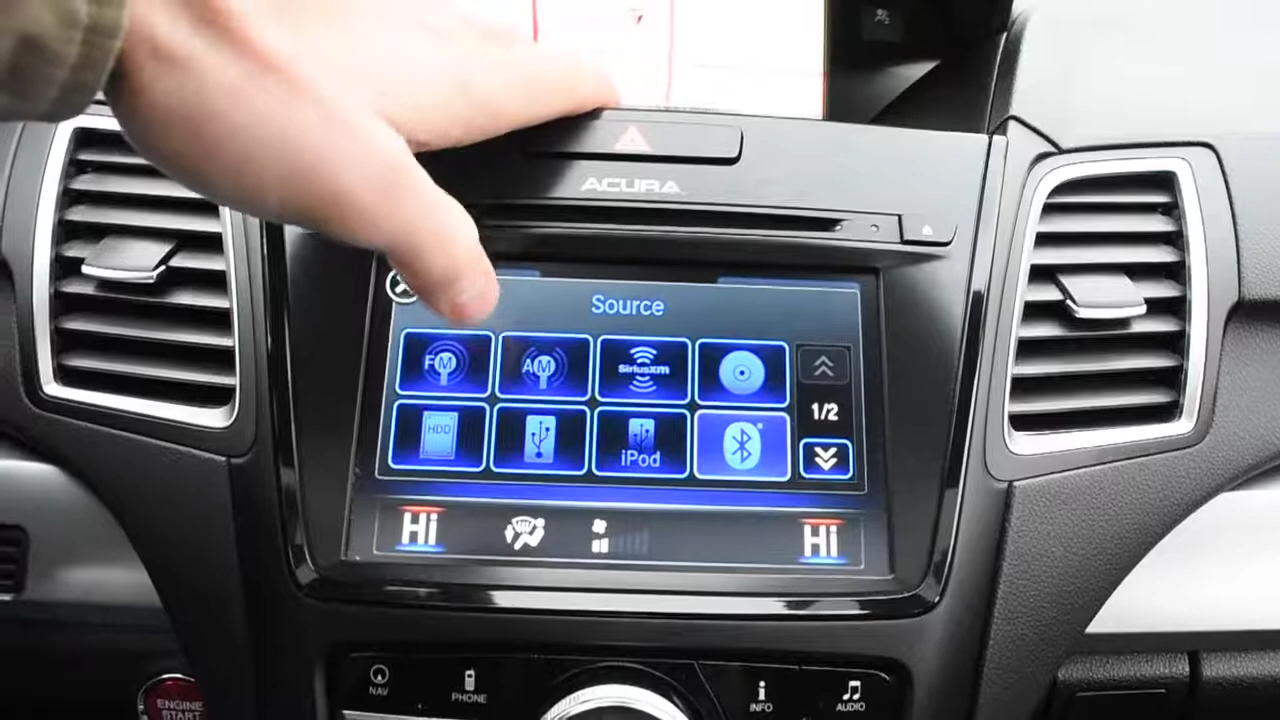 ACURA
Source
FM
AM
SiriusXM
1/2
HDD
iPod
Hi
Hi
NAV
PHONE
INFO
AUDIO
ENGINE
START